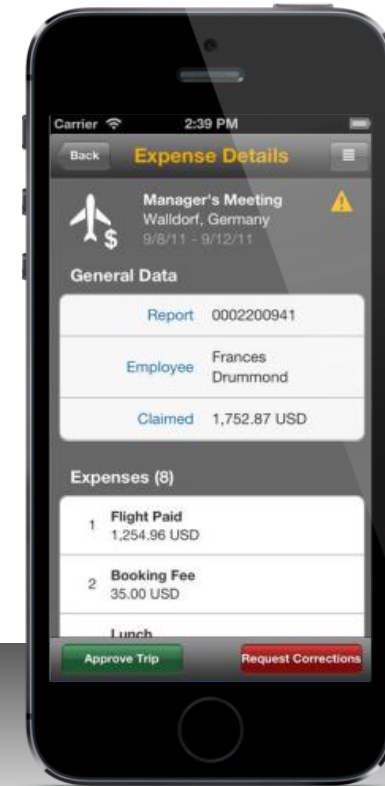 Carrier 2:39 PM
Back Expense Details
Manager's Meeting
Walldorf, Germany
9/8/11 - 9/12/11
$
General Data
Report 0002200941
Employee Frances
Drummond
Claimed 1,752.87 USD
Expenses (8)
1 Flight Paid
1,254.96 USD
2 Booking Fee
35.00 USD
Lunch
Approve Trip Request Corrections